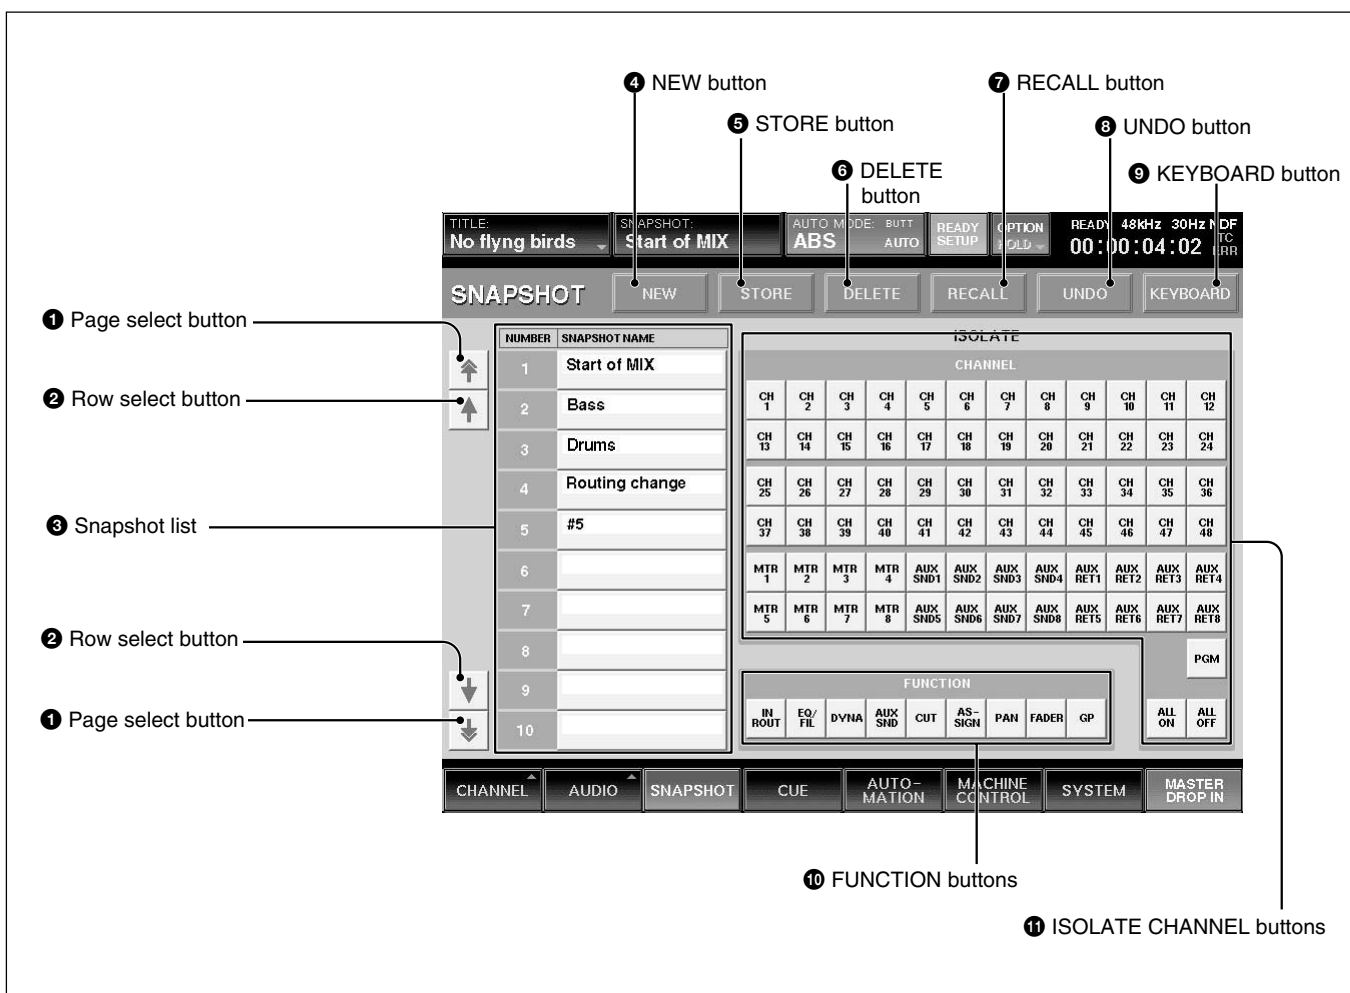 ❹ NEW button
❼ RECALL button
❺ STORE button
❽ UNDO button
❻ DELETE
button
❾ KEYBOARD button
TITLE:
No flyng birds
SNAPSHOT:
Start of MIX
AUTO MODE: BUTT
ABS AUTO
READY
SETUP
OPTION
HOLD
READY 48kHz 30Hz NDF
00:00:04:02 TC
ERR
SNAPSHOT NEW STORE DELETE RECALL UNDO KEYBOARD
❶ Page select button
❷ Row select button
❸ Snapshot list
❷ Row select button
❶ Page select button
NUMBER SNAPSHOT NAME
1 Start of MIX
2 Bass
3 Drums
4 Routing change
5 #5
6
7
8
9
10
ISOLATE
CHANNEL
CH 1 CH 2 CH 3 CH 4 CH 5 CH 6 CH 7 CH 8 CH 9 CH 10 CH 11 CH 12
CH 13 CH 14 CH 15 CH 16 CH 17 CH 18 CH 19 CH 20 CH 21 CH 22 CH 23 CH 24
CH 25 CH 26 CH 27 CH 28 CH 29 CH 30 CH 31 CH 32 CH 33 CH 34 CH 35 CH 36
CH 37 CH 38 CH 39 CH 40 CH 41 CH 42 CH 43 CH 44 CH 45 CH 46 CH 47 CH 48
MTR 1 MTR 2 MTR 3 MTR 4 AUX SND1 AUX SND2 AUX SND3 AUX SND4 AUX RET1 AUX RET2 AUX RET3 AUX RET4
MTR 5 MTR 6 MTR 7 MTR 8 AUX SND5 AUX SND6 AUX SND7 AUX SND8 AUX RET5 AUX RET6 AUX RET7 AUX RET8
PGM
FUNCTION
IN ROUT EQ/ FIL DYNA AUX SND CUT AS- SIGN PAN FADER GP
ALL ON ALL OFF
CHANNEL AUDIO SNAPSHOT CUE AUTO- MATION MACHINE CONTROL SYSTEM MASTER DROP IN
❿ FUNCTION buttons
⓫ ISOLATE CHANNEL buttons